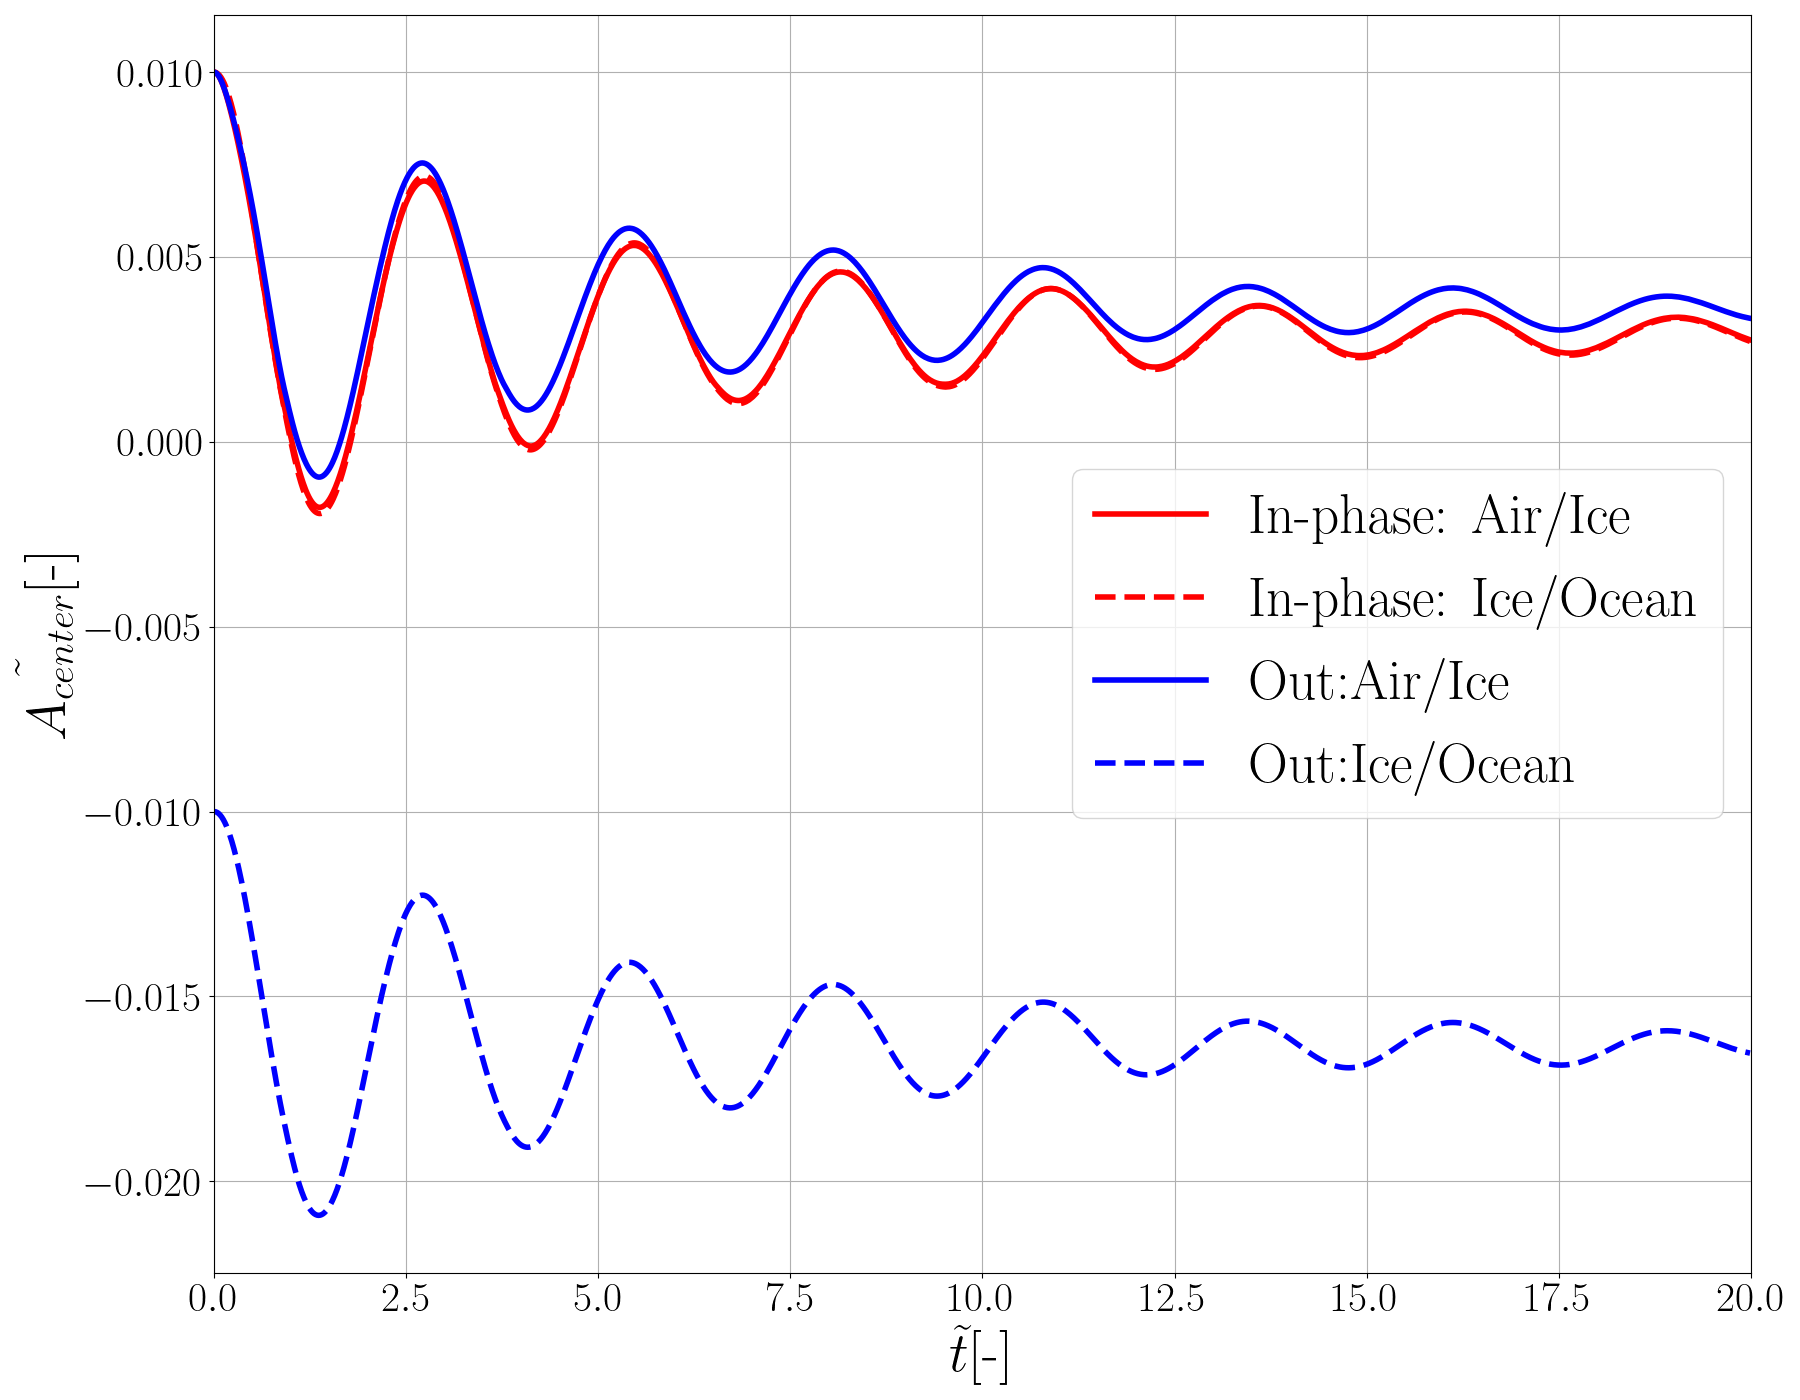 0.010
0.005
0.000
−0.005
−0.010
−0.015
−0.020
Ã_center[-]
In-phase: Air/Ice
In-phase: Ice/Ocean
Out:Air/Ice
Out:Ice/Ocean
0.0 2.5 5.0 7.5 10.0 12.5 15.0 17.5 20.0
t̃[-]